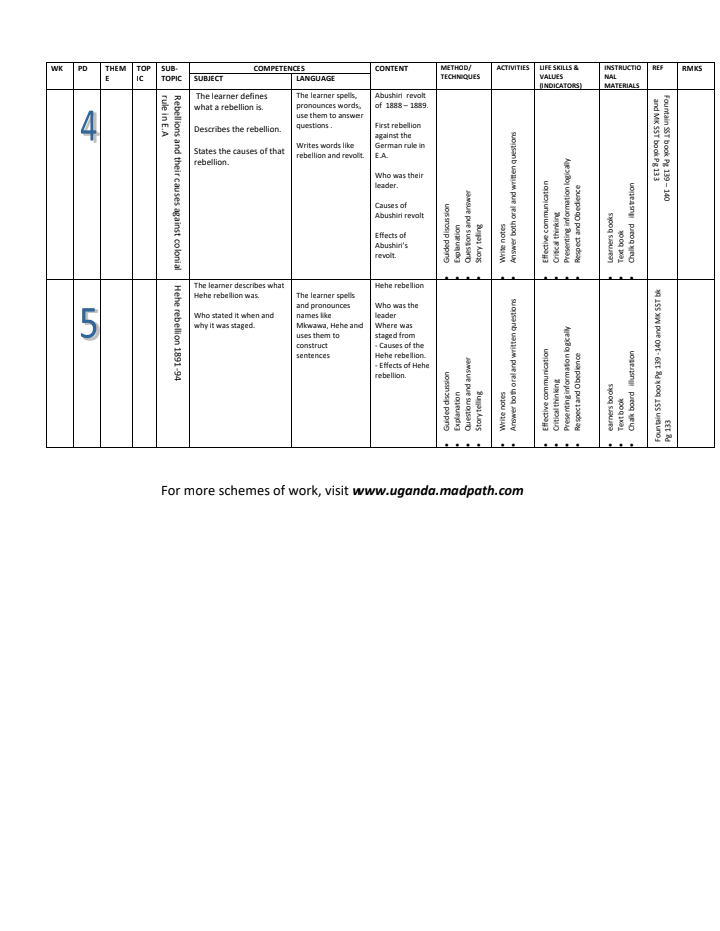 WK
PD
THEM
E
TOP
IC
SUB-
TOPIC
COMPETENCES
SUBJECT
LANGUAGE
CONTENT
METHOD/
TECHNIQUES
ACTIVITIES
LIFE SKILLS &
VALUES
(INDICATORS)
INSTRUCTIO
NAL
MATERIALS
REF
RMKS
4
Rebellions and their causes against colonial
rule in E.A
The learner defines
what a rebellion is.
Describes the rebellion.
States the causes of that
rebellion.
The learner spells,
pronounces words,
use them to answer
questions .
Writes words like
rebellion and revolt.
Abushiri revolt
of 1888 – 1889.
First rebellion
against the
German rule in
E.A.
Who was their
leader.
Causes of
Abushiri revolt
Effects of
Abushiri's
revolt.
• Guided discussion
• Explanation
• Questions and answer
• Story telling
• Write notes
• Answer both oral and written questions
• Effective communication
• Critical thinking
• Presenting information logically
• Respect and Obedience
• Learners books
• Text book
• Chalk board illustration
Fountain SST book Pg 139 – 140
and MK SST book Pg 133
5
Hehe rebellion 1891-94
The learner describes what
Hehe rebellion was.
Who stated it when and
why it was staged.
The learner spells
and pronounces
names like
Mkwawa, Hehe and
uses them to
construct
sentences
Hehe rebellion
Who was the
leader
Where was
staged from
- Causes of the
Hehe rebellion.
- Effects of Hehe
rebellion.
• Guided discussion
• Explanation
• Questions and answer
• Story telling
• Write notes
• Answer both oral and written questions
• Effective communication
• Critical thinking
• Presenting information logically
• Respect and Obedience
• earners books
• Text book
• Chalk board illustration
Fountain SST book Pg 139 -140 and MK SST bk
Pg 133
For more schemes of work, visit www.uganda.madpath.com